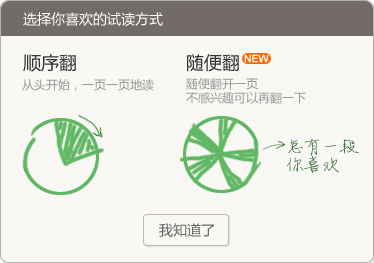 选择你喜欢的试读方式
顺序翻
从头开始，一页一页地读
随便翻 NEW
随便翻开一页
不感兴趣可以再翻一下
总有一段
你喜欢
我知道了